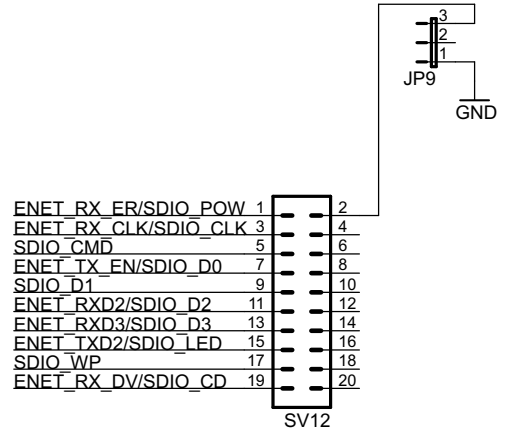 3
2
1
JP9
GND
ENET_RX_ER/SDIO_POW 1 2
ENET_RX_CLK/SDIO_CLK 3 4
SDIO_CMD 5 6
ENET_TX_EN/SDIO_D0 7 8
SDIO_D1 9 10
ENET_RXD2/SDIO_D2 11 12
ENET_RXD3/SDIO_D3 13 14
ENET_TXD2/SDIO_LED 15 16
SDIO_WP 17 18
ENET_RX_DV/SDIO_CD 19 20
SV12